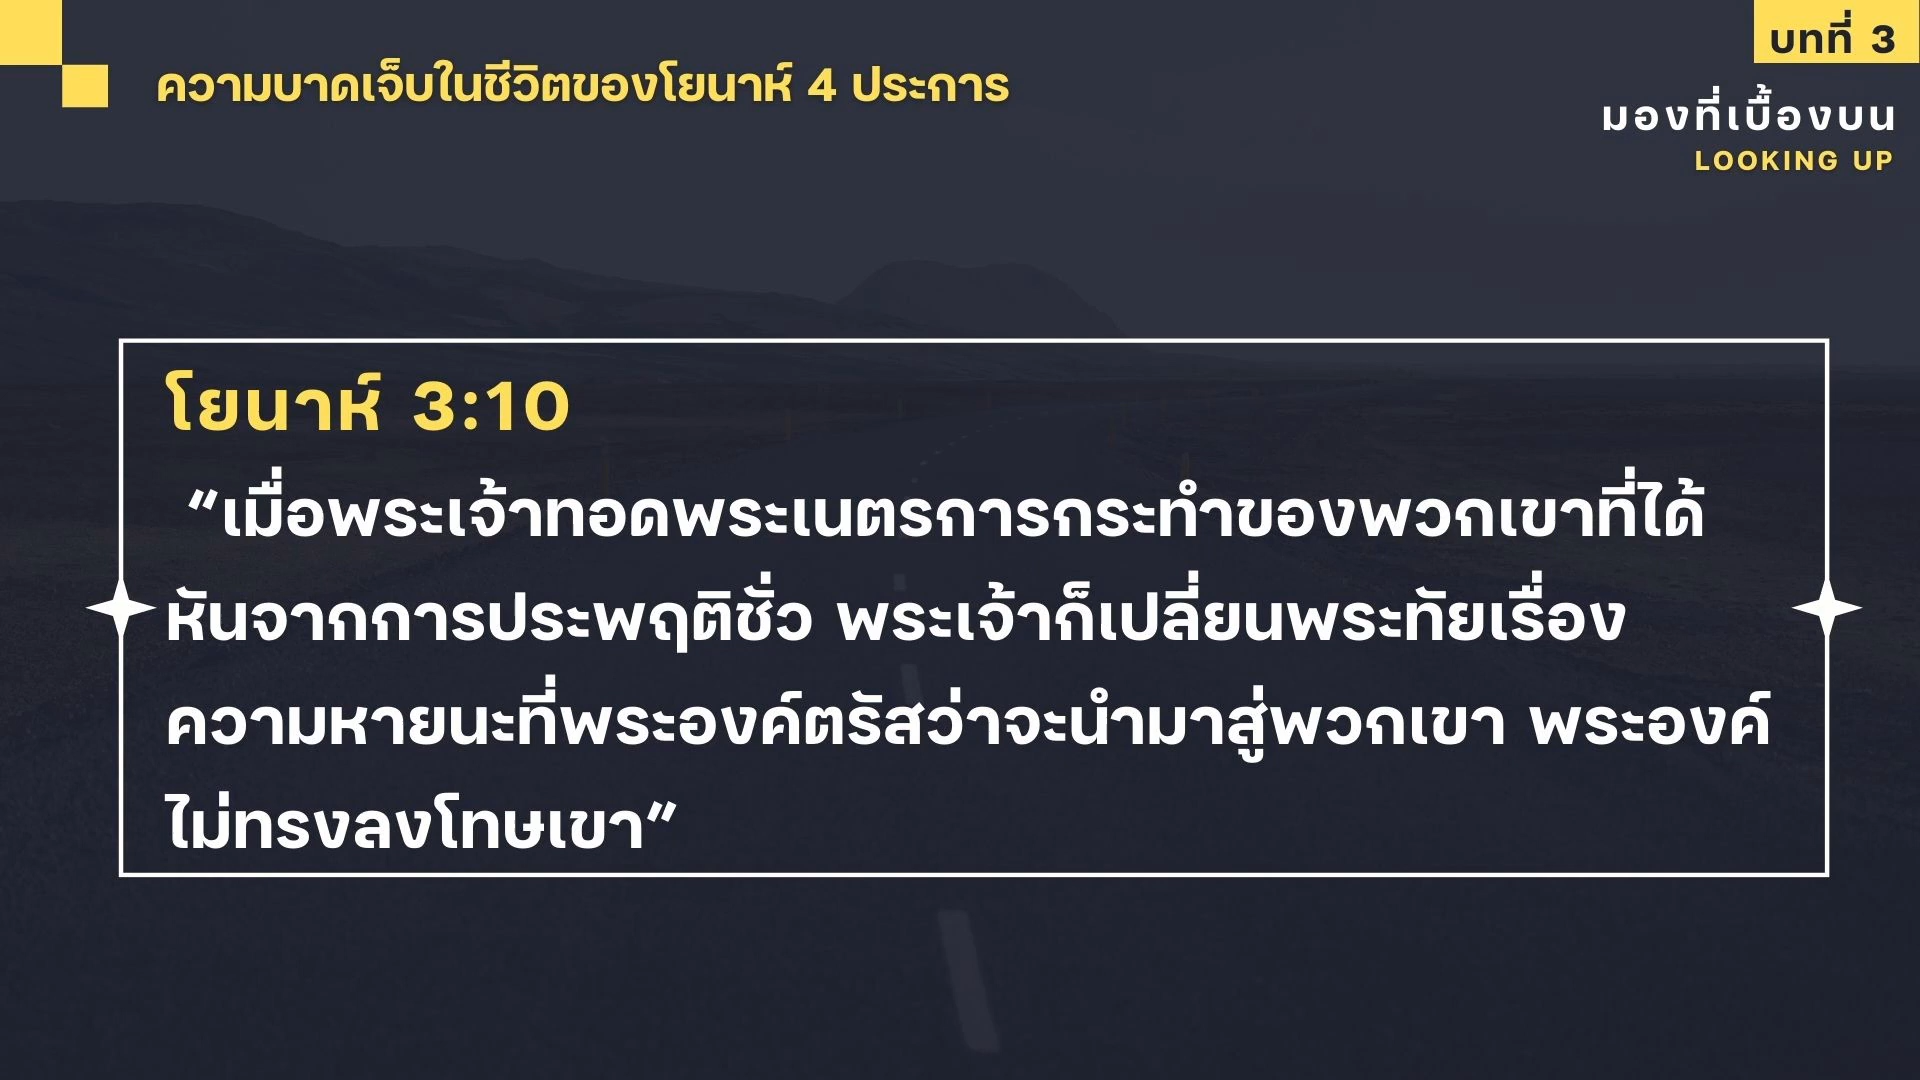 ความบาดเจ็บในชีวิตของโยนาห์ 4 ประการ
บทที่ 3
มองที่เบื้องบน
LOOKING UP
โยนาห์ 3:10
“เมื่อพระเจ้าทอดพระเนตรการกระทำของพวกเขาที่ได้
หันจากการประพฤติชั่ว พระเจ้าก็เปลี่ยนพระทัยเรื่อง
ความหายนะที่พระองค์ตรัสว่าจะนำมาสู่พวกเขา พระองค์
ไม่ทรงลงโทษเขา”